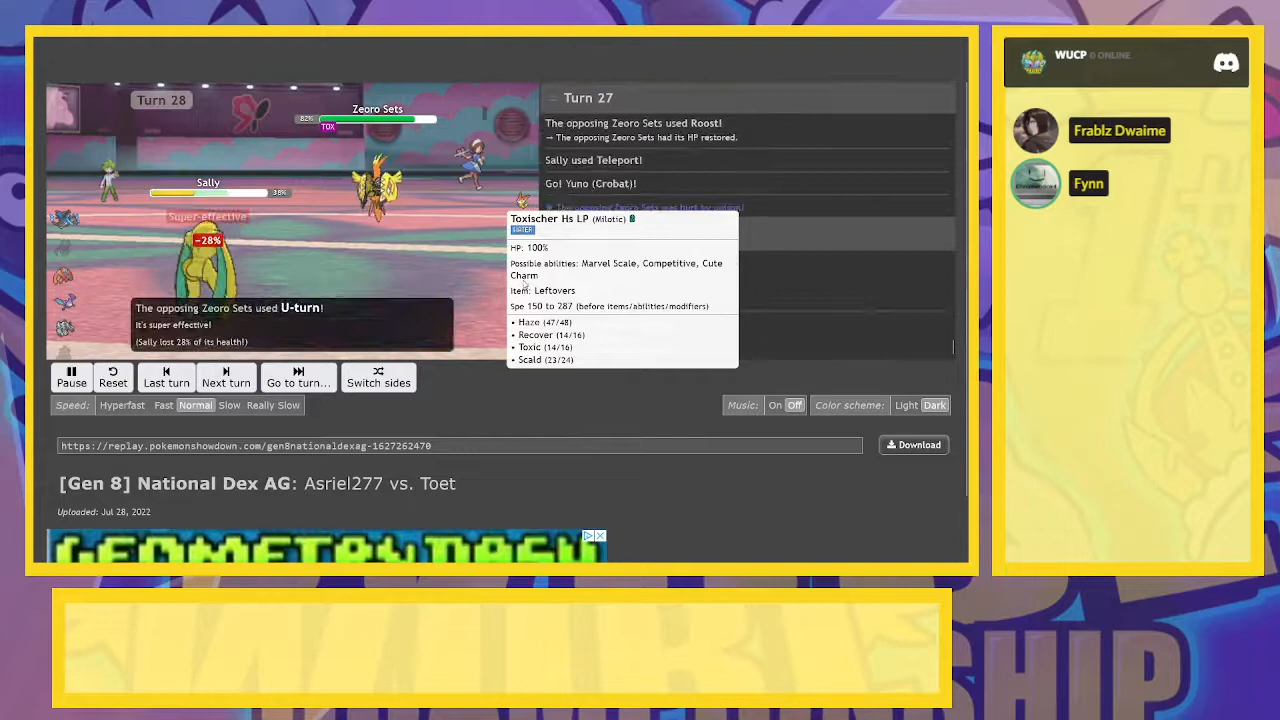 Turn 28
Zeoro Sets
82%
TOX
Sally
38%
Super-effective
-28%
The opposing Zeoro Sets used U-turn!
It's super effective!
(Sally lost 28% of its health!)
Turn 27
The opposing Zeoro Sets used Roost!
→ The opposing Zeoro Sets had its HP restored.
Sally used Teleport!
Go! Yuno (Crobat)!
Toxischer Hs LP (Milotic)
WATER
HP: 100%
Possible abilities: Marvel Scale, Competitive, Cute
Charm
Item: Leftovers
Spe 150 to 287 (before items/abilities/modifiers)
• Haze (47/48)
• Recover (14/16)
• Toxic (14/16)
• Scald (23/24)
Pause
Reset
Last turn
Next turn
Go to turn...
Switch sides
Speed: Hyperfast Fast Normal Slow Really Slow
Music: On Off
Color scheme: Light Dark
https://replay.pokemonshowdown.com/gen8nationaldexag-1627262470
Download
[Gen 8] National Dex AG: Asriel277 vs. Toet
Uploaded: Jul 28, 2022
GEOMETRY DASH
WUCP 0 ONLINE
Frablz Dwaime
Fynn